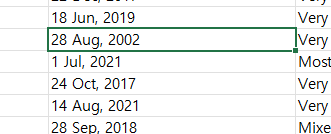 18 Jun, 2019 Very
28 Aug, 2002 Very
1 Jul, 2021 Most
24 Oct, 2017 Very
14 Aug, 2021 Very
28 Sep, 2018 Mixe